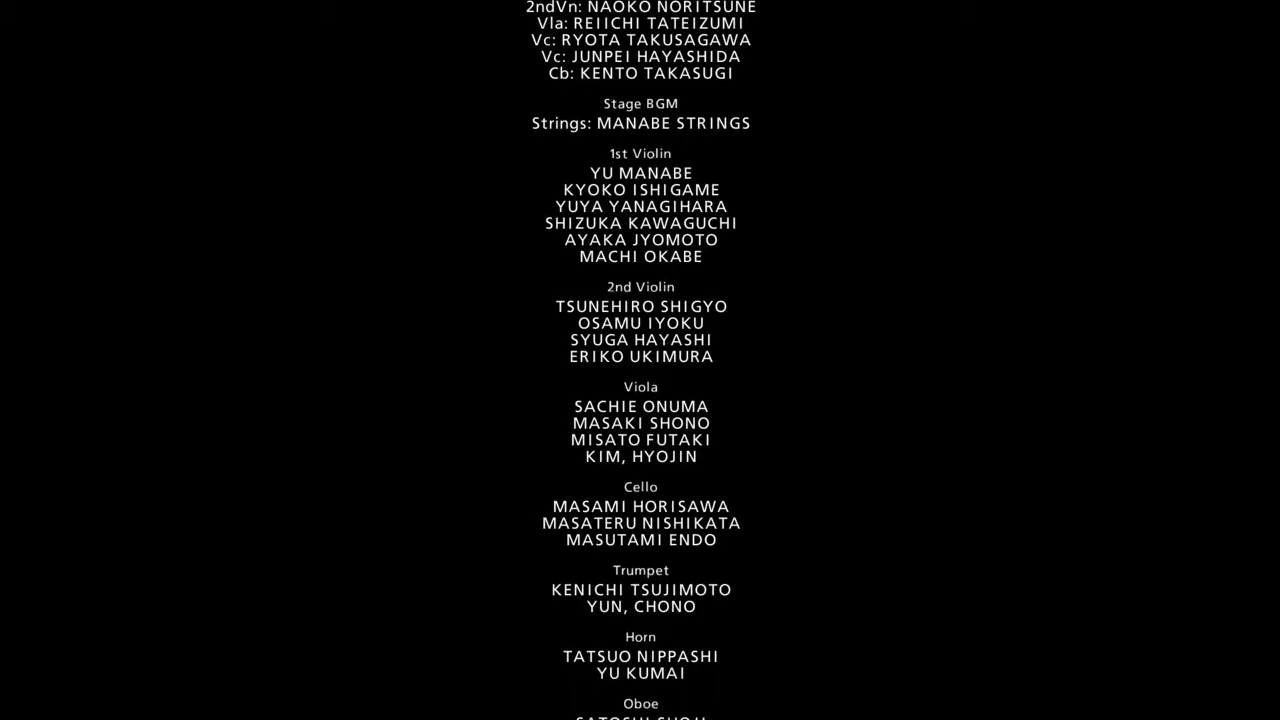 2ndVn: NAOKO NORITSUNE
Vla: REIICHI TATEIZUMI
Vc: RYOTA TAKUSAGAWA
Vc: JUNPEI HAYASHIDA
Cb: KENTO TAKASUGI
Stage BGM
Strings: MANABE STRINGS
1st Violin
YU MANABE
KYOKO ISHIGAME
YUYA YANAGIHARA
SHIZUKA KAWAGUCHI
AYAKA JYOMOTO
MACHI OKABE
2nd Violin
TSUNEHIRO SHIGYO
OSAMU IYOKU
SYUGA HAYASHI
ERIKO UKIMURA
Viola
SACHIE ONUMA
MASAKI SHONO
MISATO FUTAKI
KIM, HYOJIN
Cello
MASAMI HORISAWA
MASATERU NISHIKATA
MASUTAMI ENDO
Trumpet
KENICHI TSUJIMOTO
YUN, CHONO
Horn
TATSUO NIPPASHI
YU KUMAI
Oboe